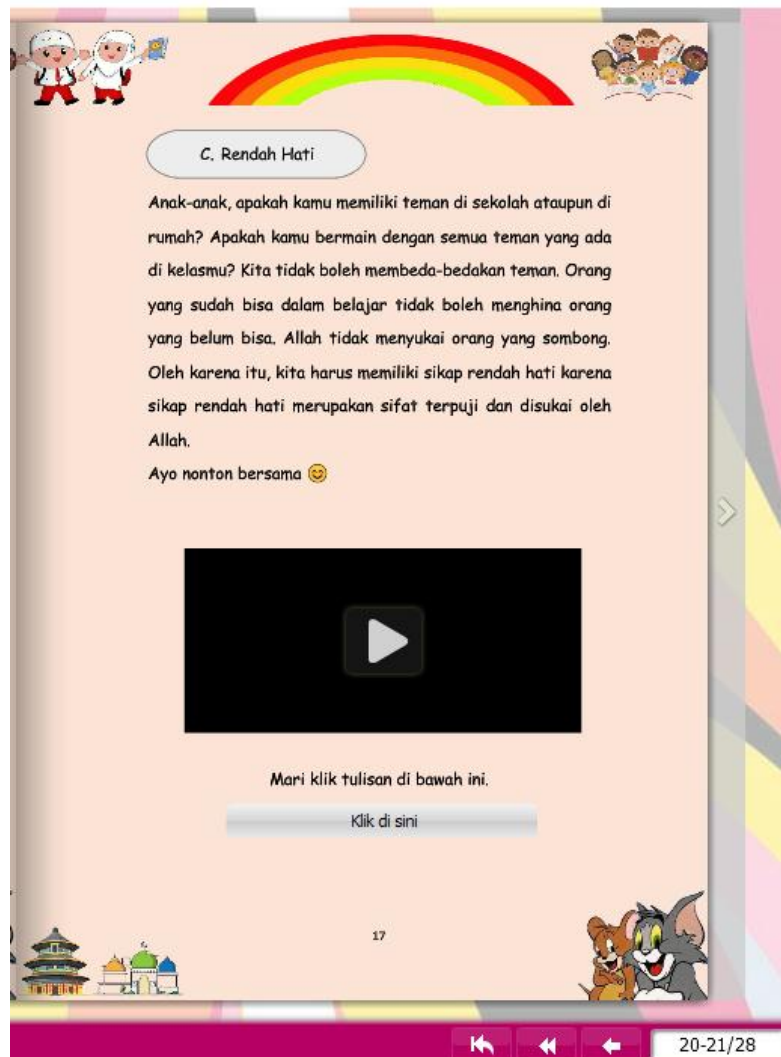 C. Rendah Hati
Anak-anak, apakah kamu memiliki teman di sekolah ataupun di
rumah? Apakah kamu bermain dengan semua teman yang ada
di kelasmu? Kita tidak boleh membeda-bedakan teman. Orang
yang sudah bisa dalam belajar tidak boleh menghina orang
yang belum bisa. Allah tidak menyukai orang yang sombong.
Oleh karena itu, kita harus memiliki sikap rendah hati karena
sikap rendah hati merupakan sifat terpuji dan disukai oleh
Allah.
Ayo nonton bersama 😊
Mari klik tulisan di bawah ini.
Klik di sini
17
20-21/28